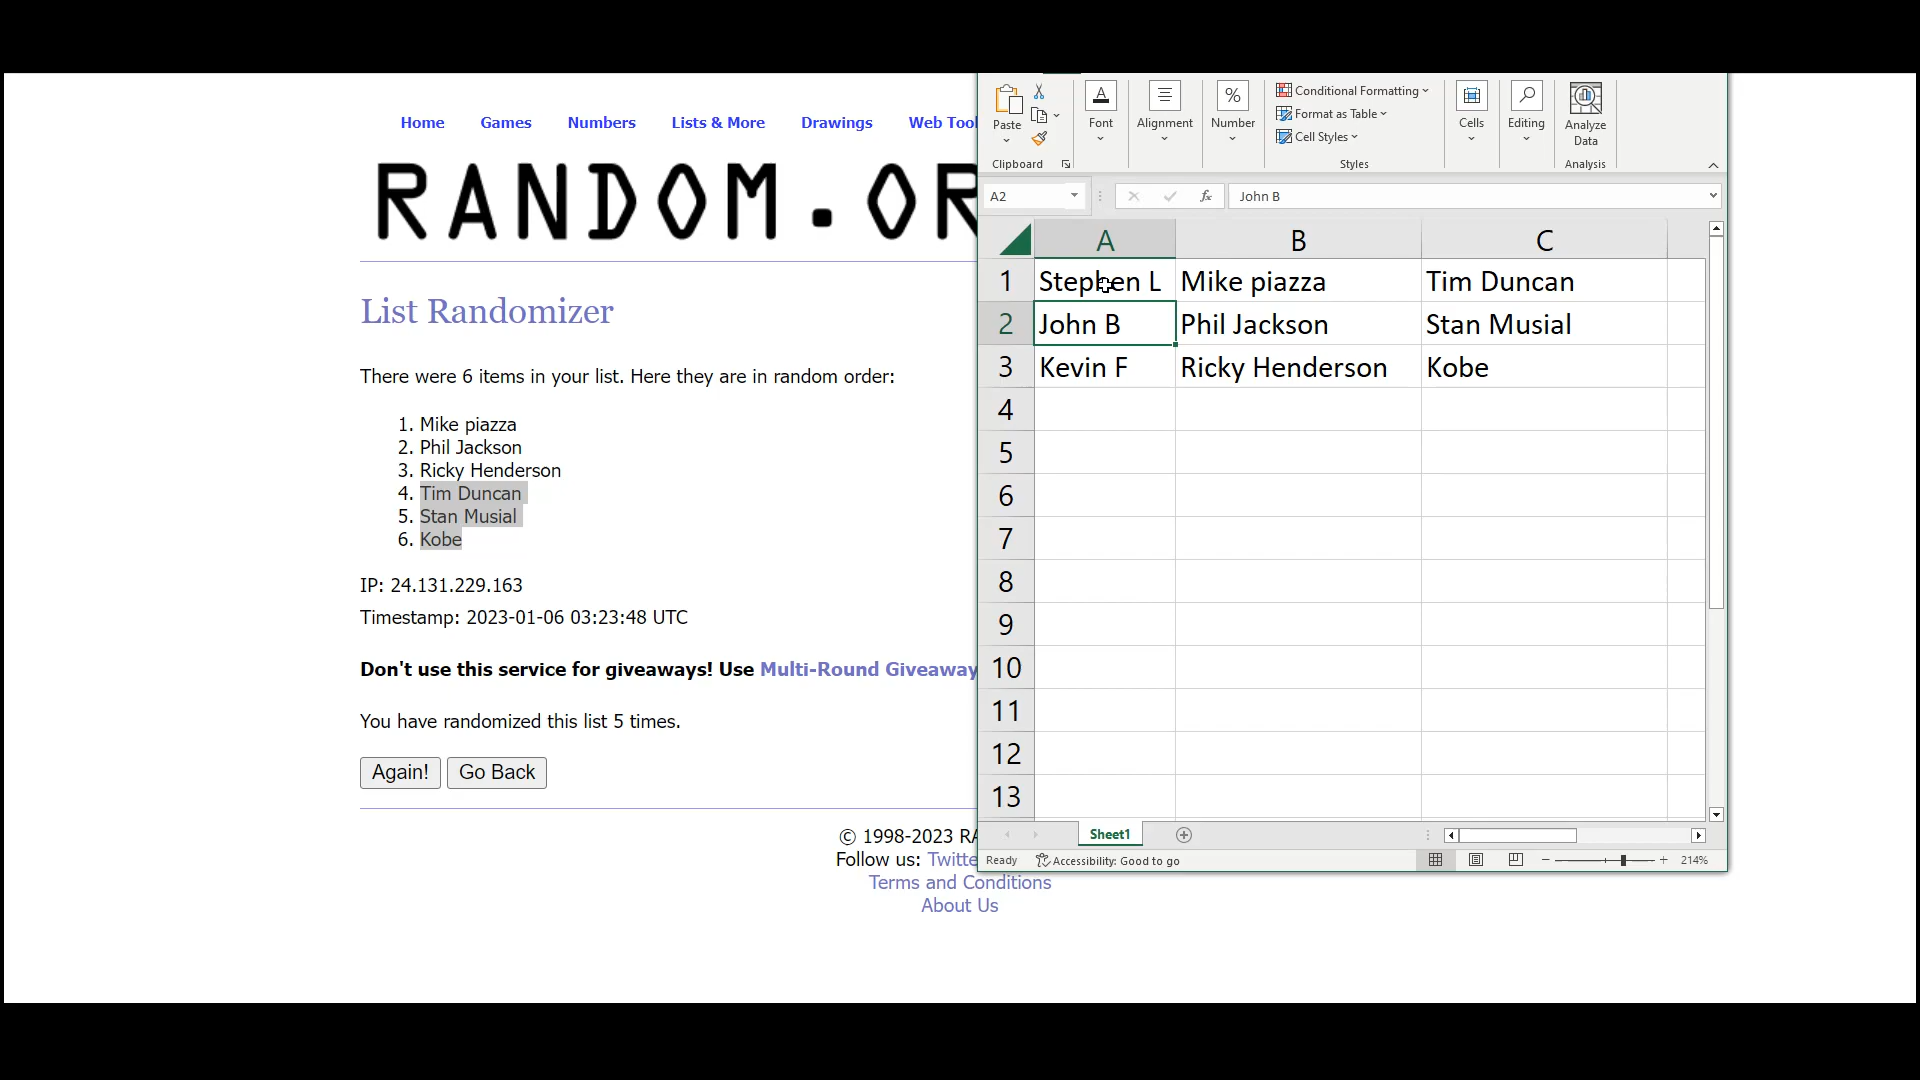 Home Games Numbers Lists & More Drawings Web Tool
RANDOM.OR
List Randomizer
There were 6 items in your list. Here they are in random order:
1. Mike piazza
2. Phil Jackson
3. Ricky Henderson
4. Tim Duncan
5. Stan Musial
6. Kobe
IP: 24.131.229.163
Timestamp: 2023-01-06 03:23:48 UTC
Don't use this service for giveaways! Use Multi-Round Giveaway
You have randomized this list 5 times.
Again! Go Back
© 1998-2023 RA
Follow us: Twitte
Terms and Conditions
About Us
Paste
Clipboard
Font
Alignment
%
Number
Conditional Formatting
Format as Table
Cell Styles
Styles
Cells
Editing
Analyze
Data
Analysis
A2 fx John B
A B C
1 Stephen L Mike piazza Tim Duncan
2 John B Phil Jackson Stan Musial
3 Kevin F Ricky Henderson Kobe
4
5
6
7
8
9
10
11
12
13
Sheet1
Ready Accessibility: Good to go 214%